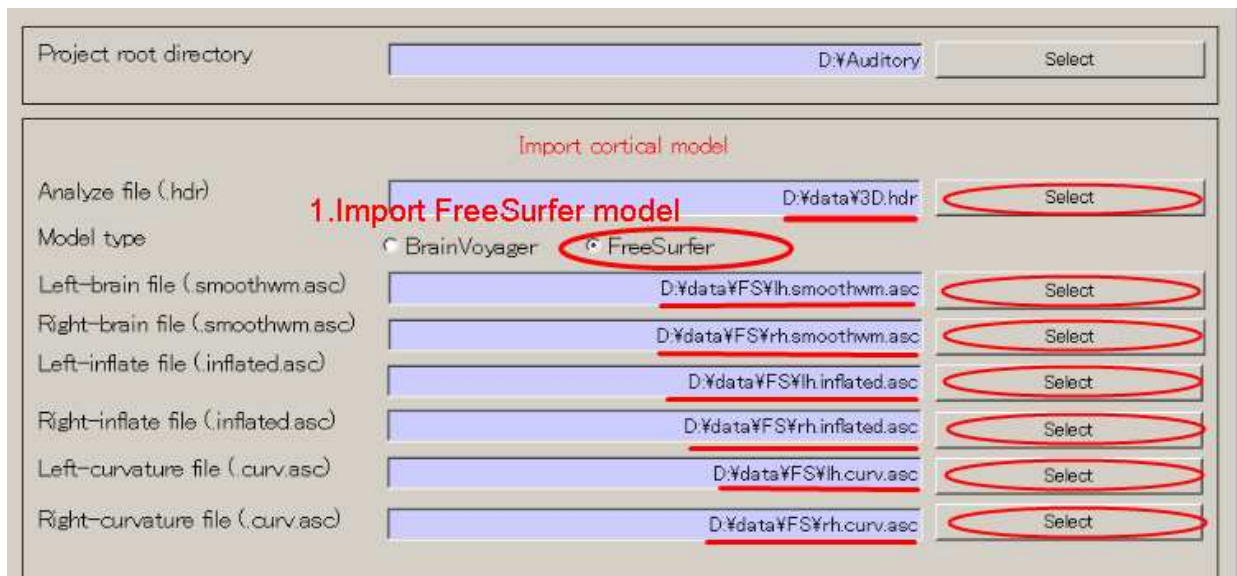 Project root directory D:¥Auditory Select
Import cortical model
Analyze file (.hdr) D:¥data¥3D.hdr Select
1.Import FreeSurfer model
Model type BrainVoyager FreeSurfer
Left-brain file (.smoothwm.asc) D:¥data¥FS¥lh.smoothwm.asc Select
Right-brain file (.smoothwm.asc) D:¥data¥FS¥rh.smoothwm.asc Select
Left-inflate file (.inflated.asc) D:¥data¥FS¥lh.inflated.asc Select
Right-inflate file (.inflated.asc) D:¥data¥FS¥rh.inflated.asc Select
Left-curvature file (.curv.asc) D:¥data¥FS¥lh.curv.asc Select
Right-curvature file (.curv.asc) D:¥data¥FS¥rh.curv.asc Select